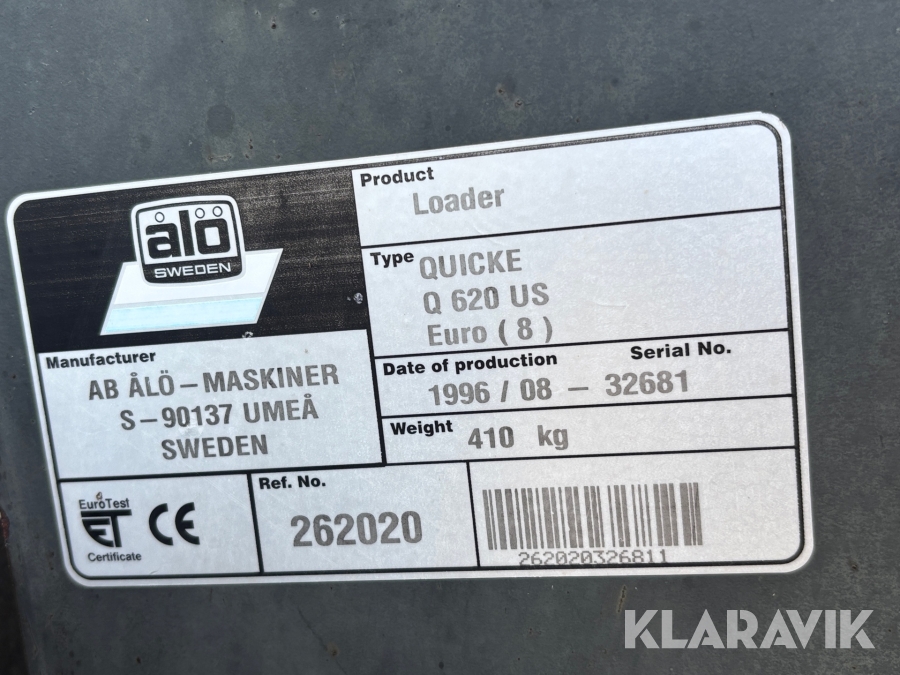 ålö
SWEDEN
Product
Loader
Type
QUICKE
Q 620 US
Euro ( 8 )
Manufacturer
AB ÅLÖ-MASKINER
S-90137 UMEÅ
SWEDEN
Date of production
Serial No.
1996 / 08 - 32681
Weight
410 kg
EuroTest
ET
Certificate
CE
Ref. No.
262020
262020326811
KLARAVIK